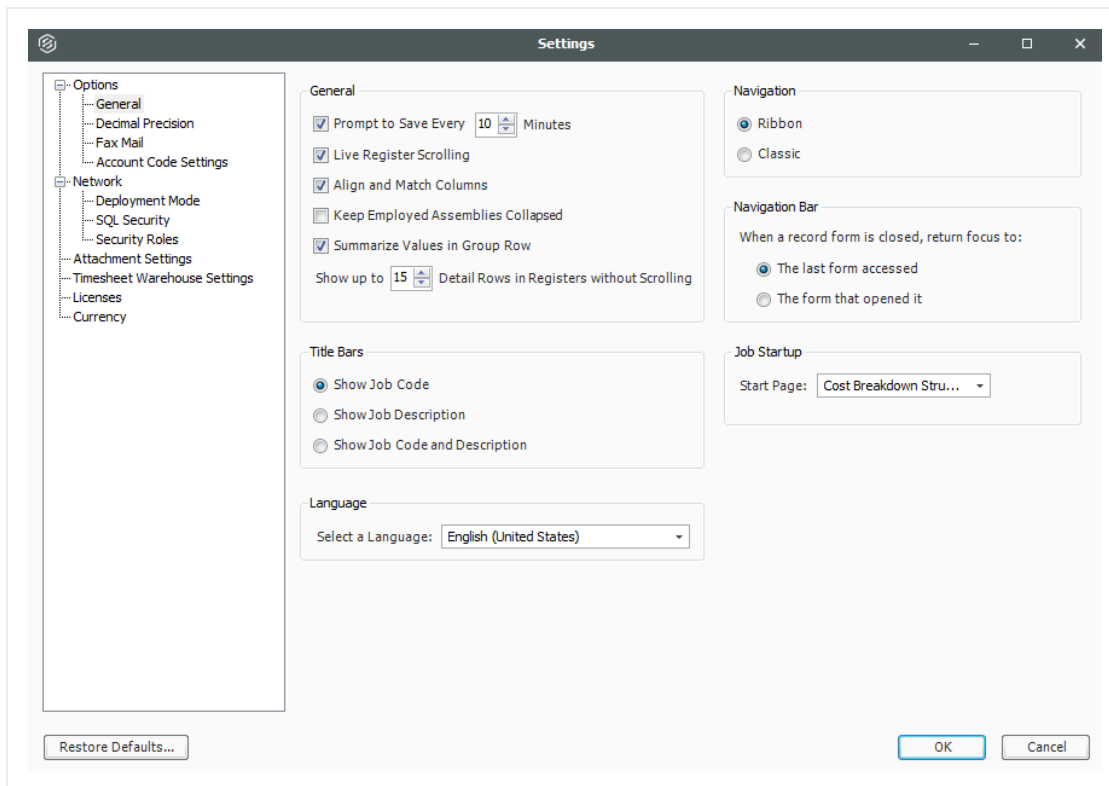 Settings
Options
General
Decimal Precision
Fax Mail
Account Code Settings
Network
Deployment Mode
SQL Security
Security Roles
Attachment Settings
Timesheet Warehouse Settings
Licenses
Currency
General
Prompt to Save Every 10 Minutes
Live Register Scrolling
Align and Match Columns
Keep Employed Assemblies Collapsed
Summarize Values in Group Row
Show up to 15 Detail Rows in Registers without Scrolling
Title Bars
Show Job Code
Show Job Description
Show Job Code and Description
Language
Select a Language: English (United States)
Navigation
Ribbon
Classic
Navigation Bar
When a record form is closed, return focus to:
The last form accessed
The form that opened it
Job Startup
Start Page: Cost Breakdown Stru...
Restore Defaults...
OK
Cancel